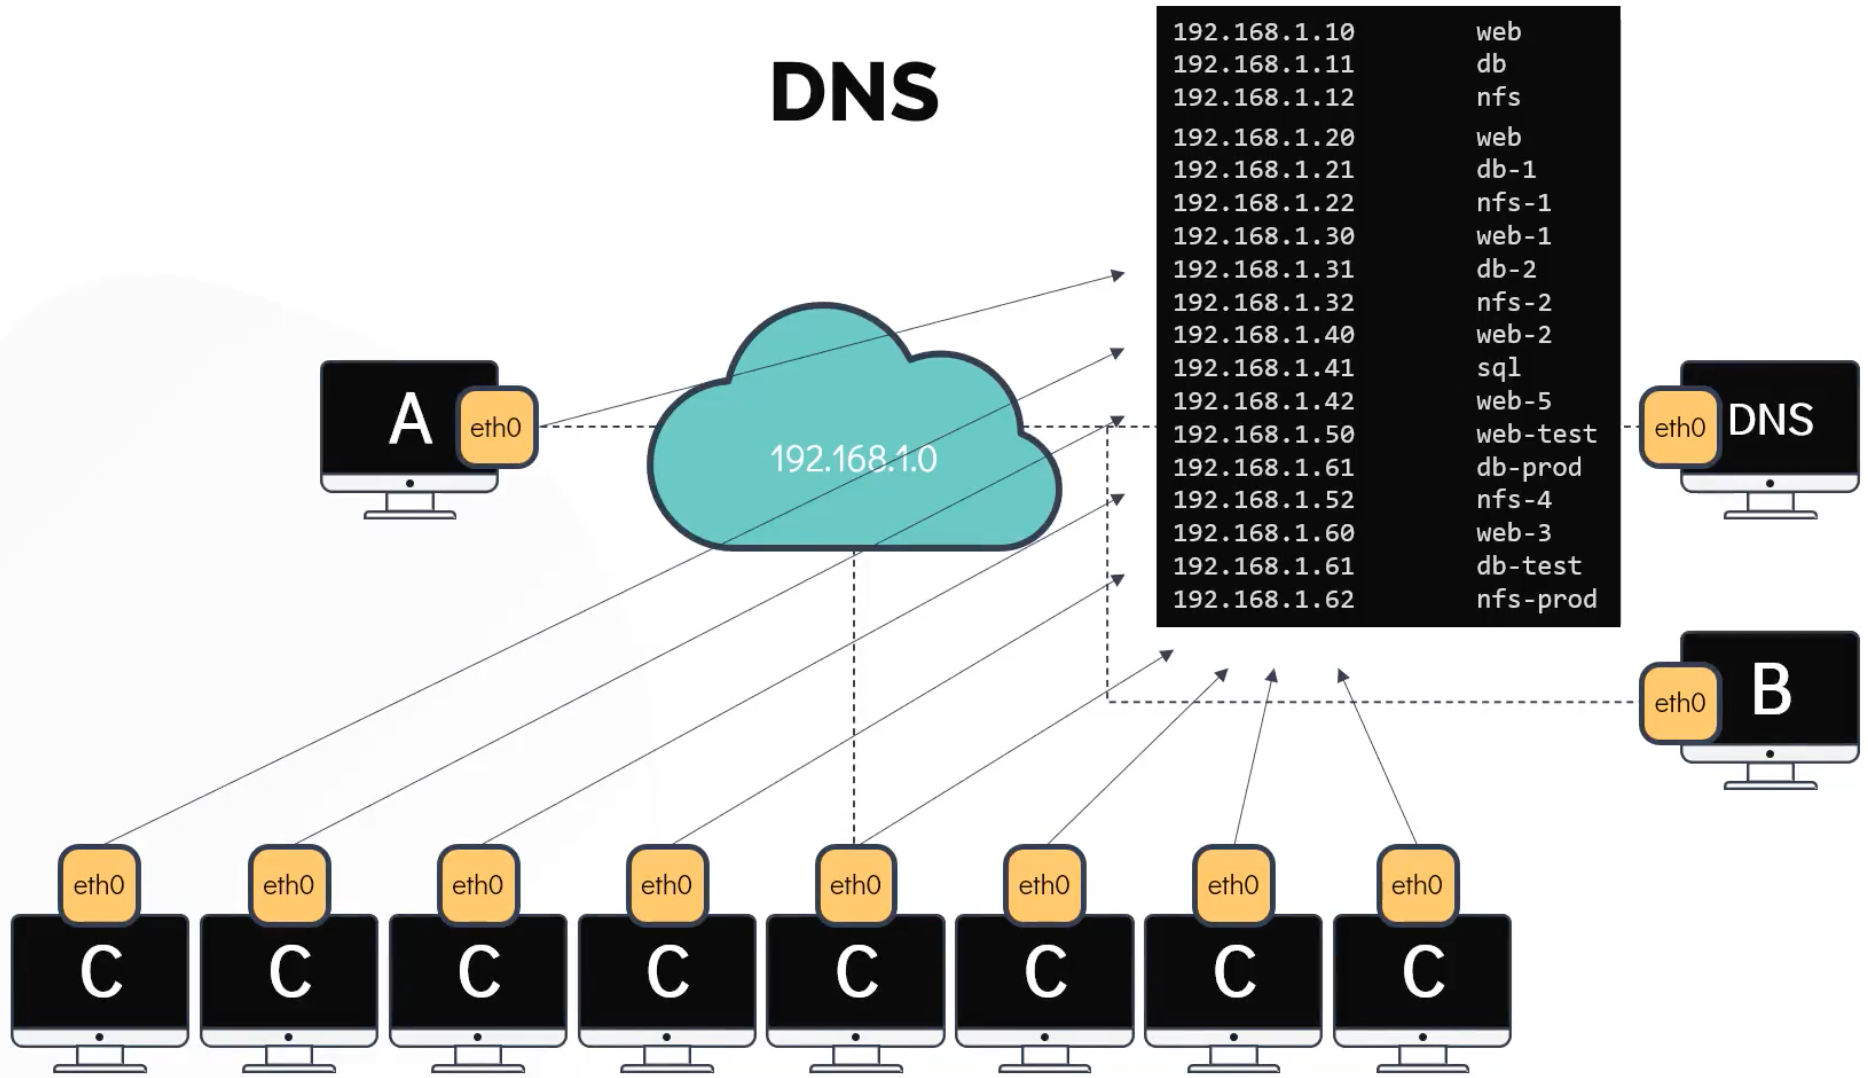 DNS
192.168.1.10 web
192.168.1.11 db
192.168.1.12 nfs
192.168.1.20 web
192.168.1.21 db-1
192.168.1.22 nfs-1
192.168.1.30 web-1
192.168.1.31 db-2
192.168.1.32 nfs-2
192.168.1.40 web-2
192.168.1.41 sql
192.168.1.42 web-5
192.168.1.50 web-test
192.168.1.61 db-prod
192.168.1.52 nfs-4
192.168.1.60 web-3
192.168.1.61 db-test
192.168.1.62 nfs-prod
A
eth0
192.168.1.0
eth0
DNS
eth0
B
eth0
eth0
eth0
eth0
eth0
eth0
eth0
eth0
C
C
C
C
C
C
C
C